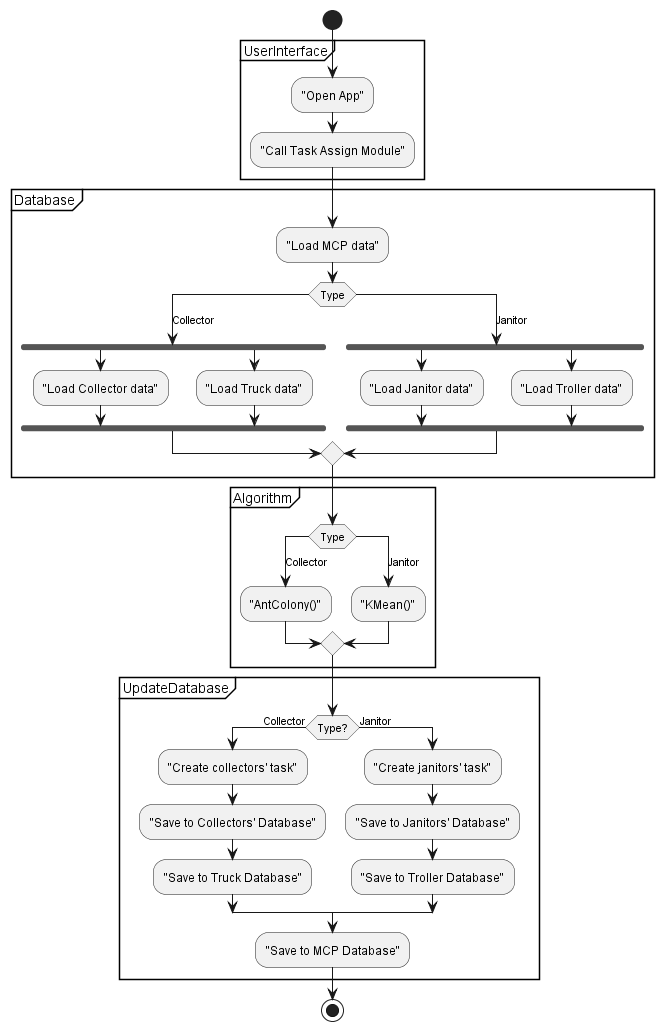 UserInterface
"Open App"
"Call Task Assign Module"
Database
"Load MCP data"
Type
Collector
Janitor
"Load Collector data"
"Load Truck data"
"Load Janitor data"
"Load Troller data"
Algorithm
Type
Collector
Janitor
"AntColony()"
"KMean()"
UpdateDatabase
Collector
Type?
Janitor
"Create collectors' task"
"Create janitors' task"
"Save to Collectors' Database"
"Save to Janitors' Database"
"Save to Truck Database"
"Save to Troller Database"
"Save to MCP Database"